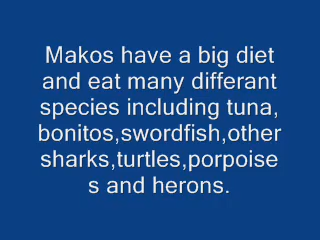 Makos have a big diet
and eat many differant
species including tuna,
bonitos,swordfish,other
sharks,turtles,porpoise
s and herons.